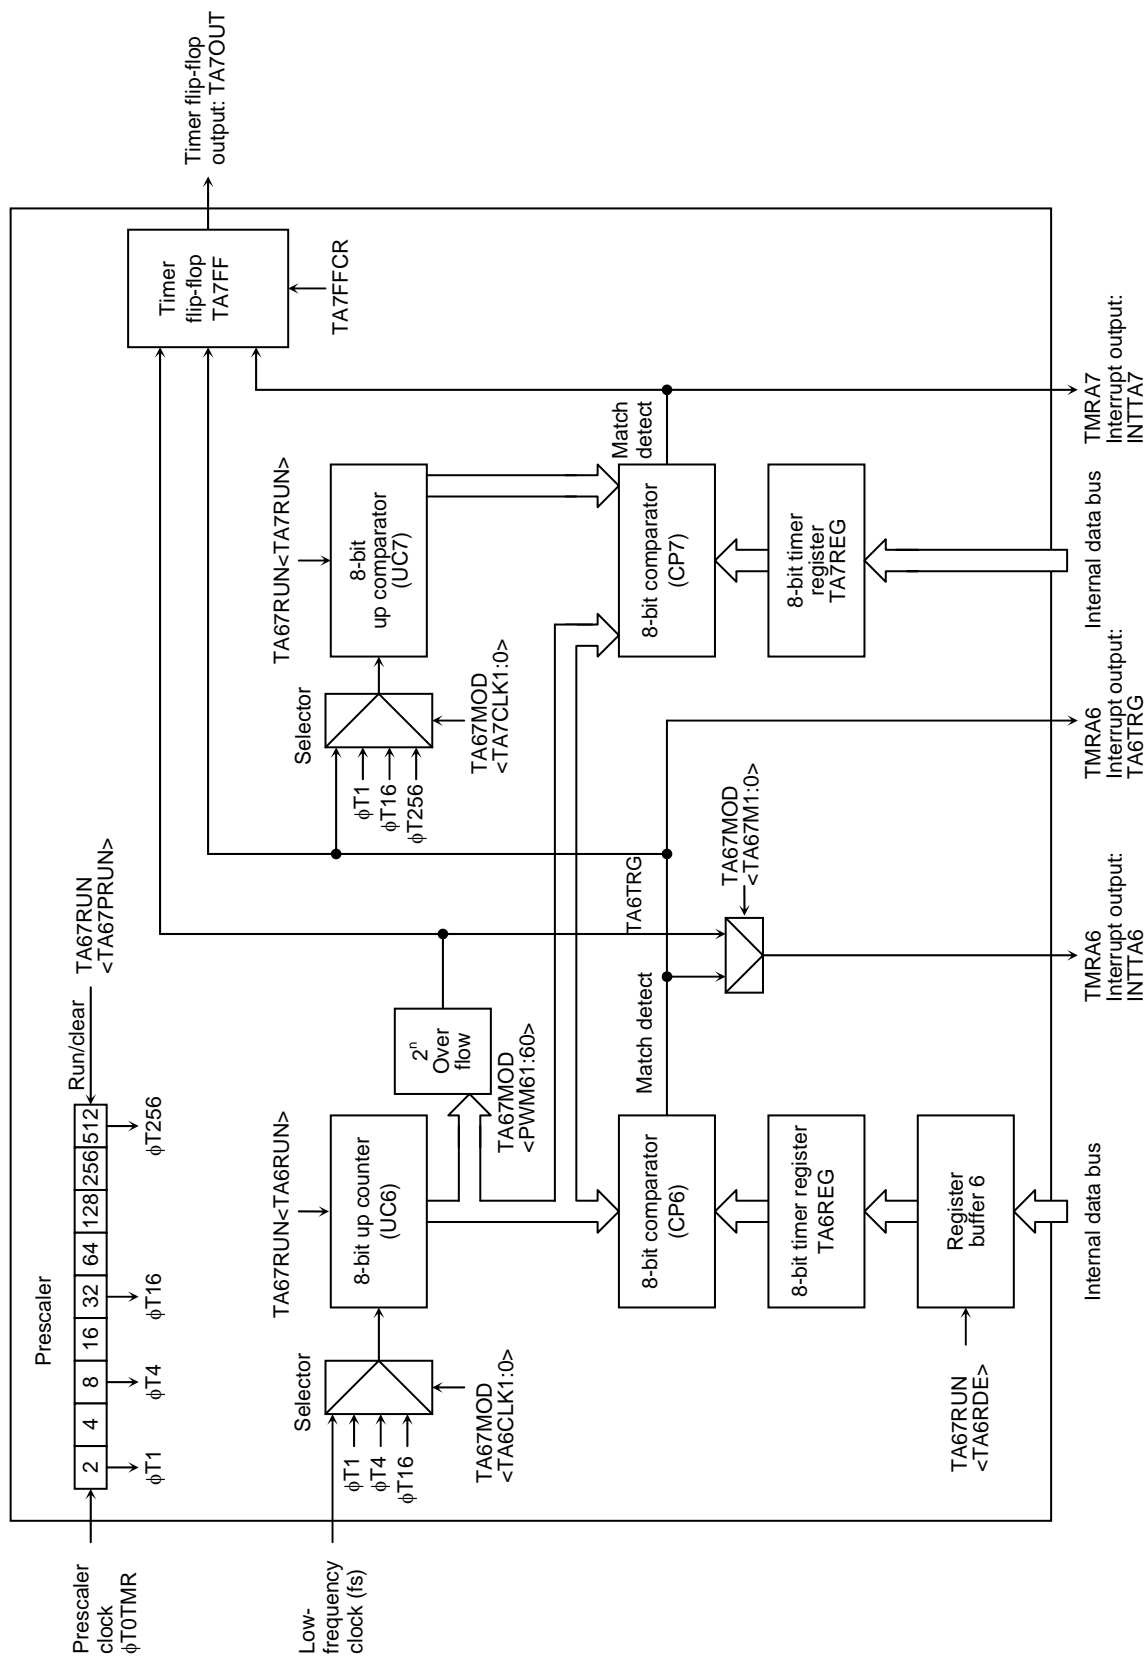 Prescaler
Prescaler
clock
ϕT0TMR
2
4
8
16
32
64
128
256
512
Run/clear
TA67RUN
<TA67PRUN>
ϕT1
ϕT4
ϕT16
ϕT256
Timer flip-flop
output: TA7OUT
Timer
flip-flop
TA7FF
TA7FFCR
Low-
frequency
clock (fs)
Selector
ϕT1
ϕT4
ϕT16
TA67MOD
<TA6CLK1:0>
TA67RUN<TA6RUN>
8-bit up counter
(UC6)
2ⁿ
Over
flow
TA67MOD
<PWM61:60>
TA6TRG
Selector
ϕT1
ϕT16
ϕT256
TA67MOD
<TA7CLK1:0>
TA67RUN<TA7RUN>
8-bit
up comparator
(UC7)
8-bit comparator
(CP6)
Match detect
8-bit comparator
(CP7)
Match
detect
TA67MOD
<TA67M1:0>
8-bit timer register
TA6REG
8-bit timer
register
TA7REG
TA67RUN
<TA6RDE>
Register
buffer 6
Internal data bus
TMRA6
Interrupt output:
INTTA6
TMRA6
Interrupt output:
TA6TRG
Internal data bus
TMRA7
Interrupt output:
INTTA7